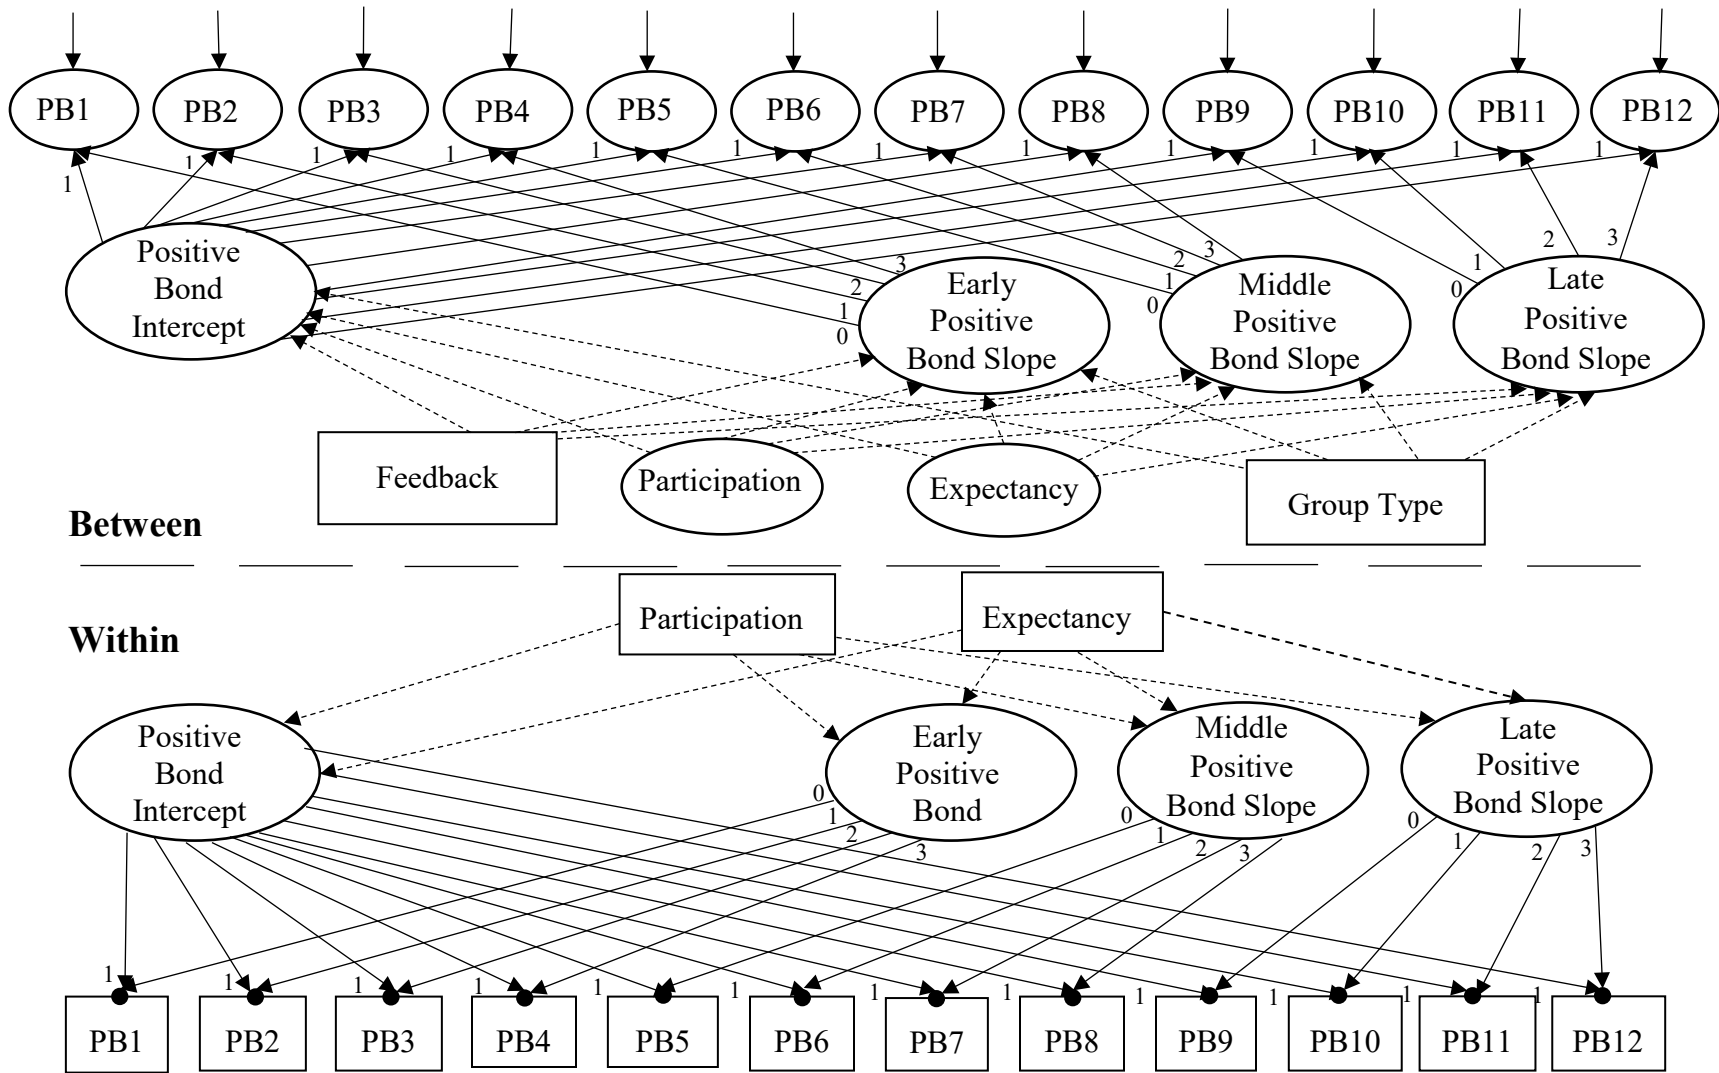 PB1 PB2 PB3 PB4 PB5 PB6 PB7 PB8 PB9 PB10 PB11 PB12
1 1 1 1 1 1 1 1 1 1 1 1
Positive
Bond
Intercept
3
2
1
0
Early
Positive
Bond Slope
3
2
1
0
Middle
Positive
Bond Slope
3
2
1
0
Late
Positive
Bond Slope
Feedback
Participation
Expectancy
Group Type
Between
Within
Participation
Expectancy
Positive
Bond
Intercept
Early
Positive
Bond
0
1
2
3
Middle
Positive
Bond Slope
0
1
2
3
Late
Positive
Bond Slope
0
1
2
3
1 1 1 1 1 1 1 1 1 1 1 1
PB1 PB2 PB3 PB4 PB5 PB6 PB7 PB8 PB9 PB10 PB11 PB12